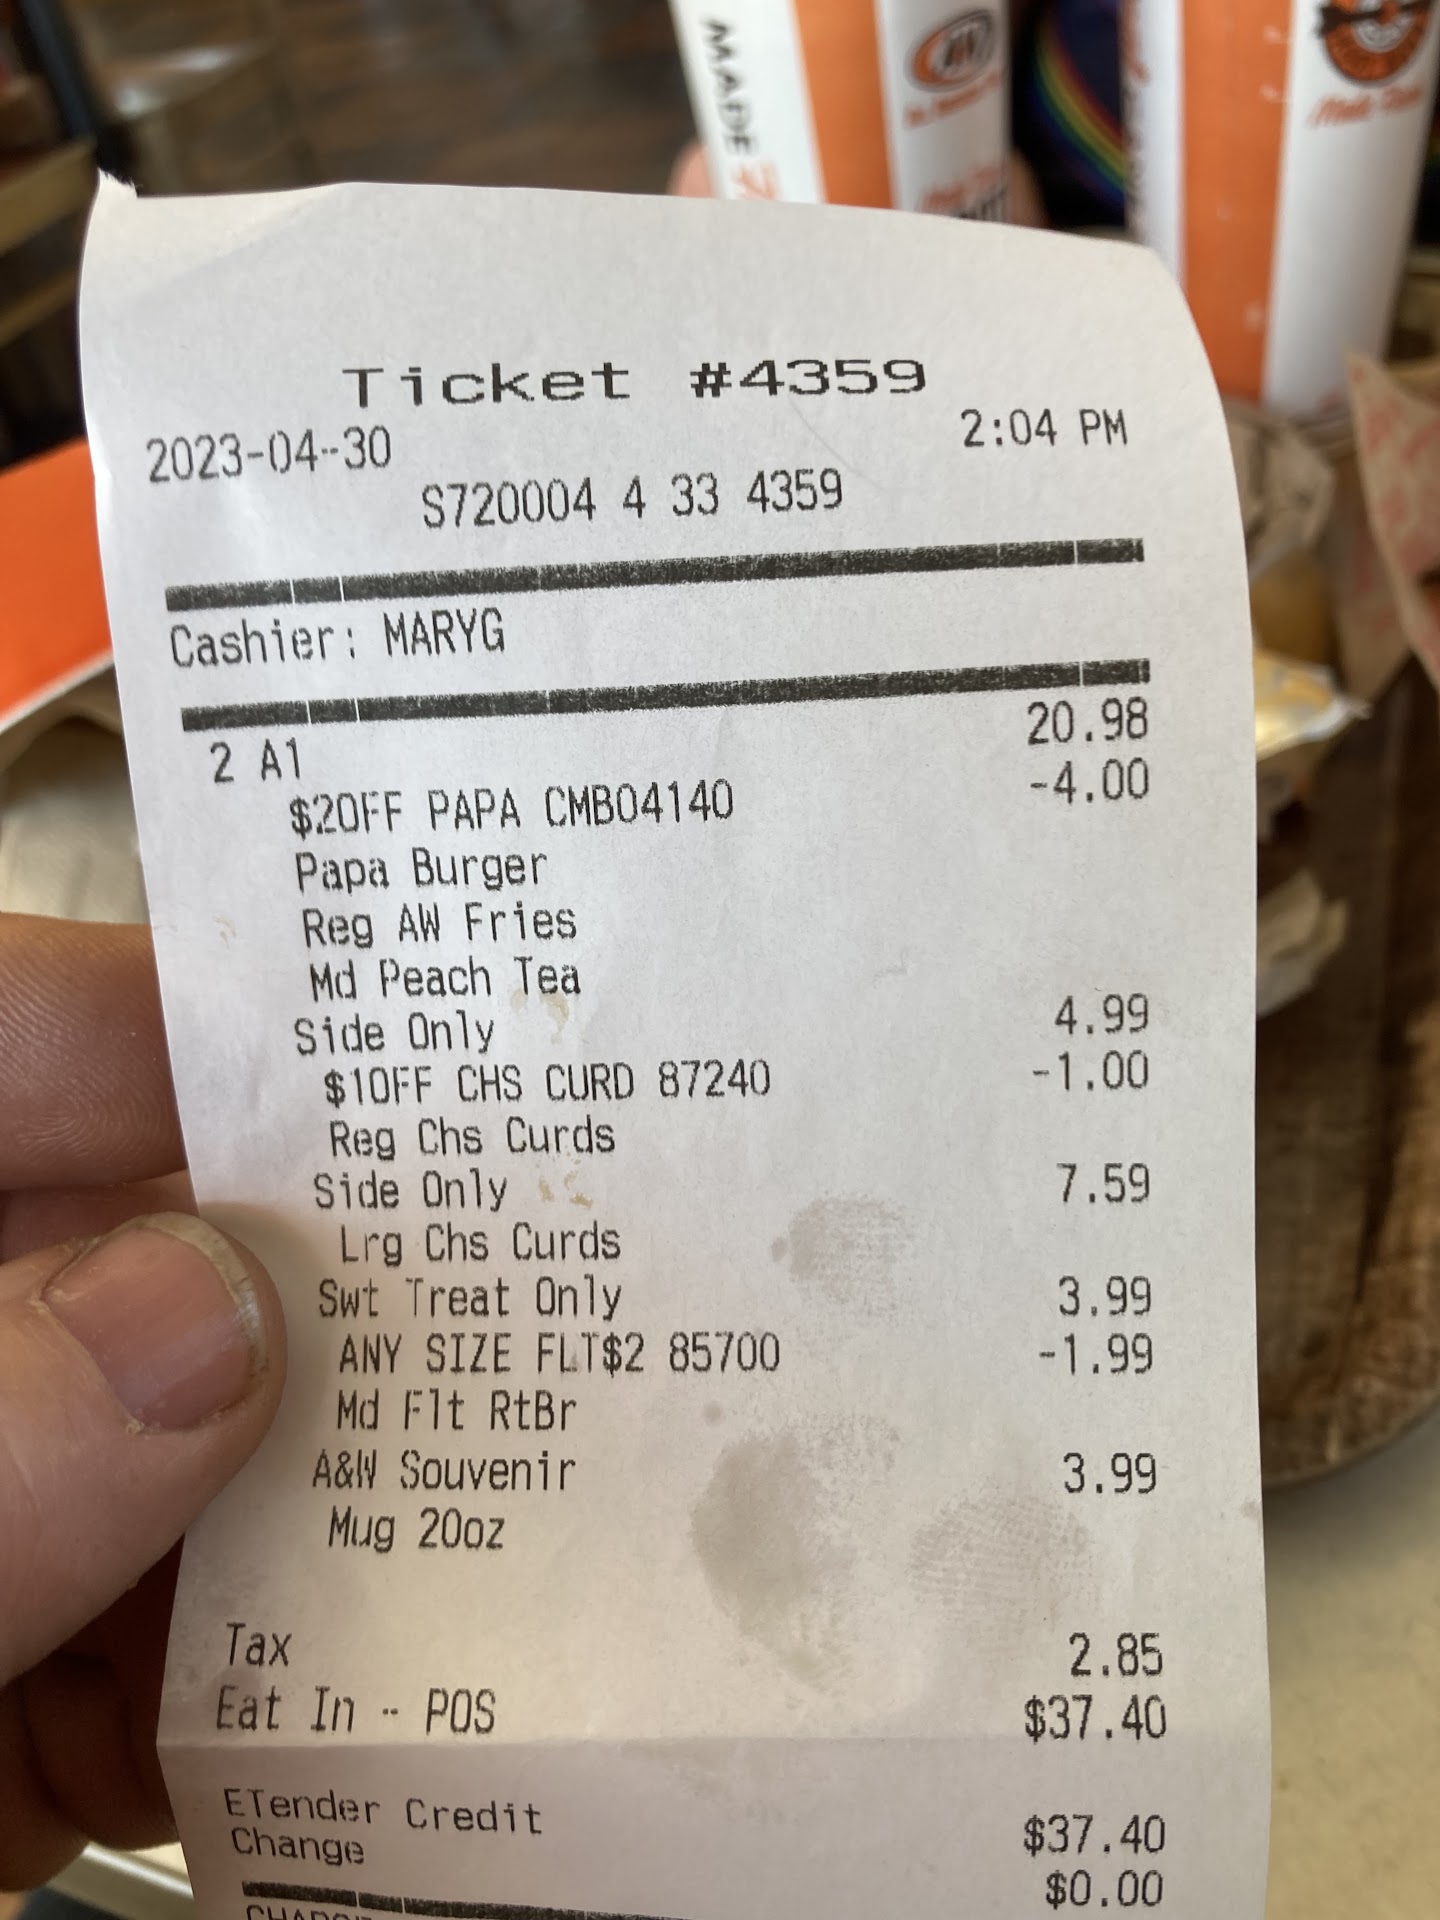 MADE
A&W
Ticket #4359
2023-04-30 2:04 PM
S720004 4 33 4359
Cashier: MARYG
2 A1 20.98
$2OFF PAPA CMBO4140 -4.00
Papa Burger
Reg AW Fries
Md Peach Tea
Side Only 4.99
$1OFF CHS CURD 87240 -1.00
Reg Chs Curds
Side Only 7.59
Lrg Chs Curds
Swt Treat Only 3.99
ANY SIZE FLT$2 85700 -1.99
Md Flt RtBr
A&W Souvenir 3.99
Mug 20oz
Tax 2.85
Eat In - POS $37.40
ETender Credit $37.40
Change $0.00